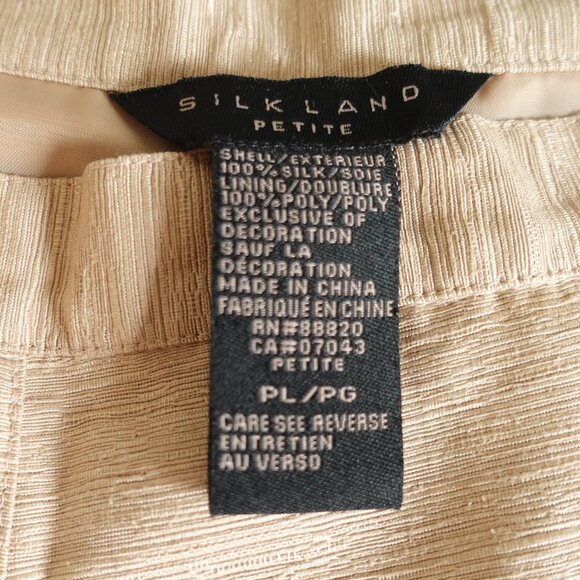 SILKLAND
PETITE
SHELL/EXTERIEUR
100% SILK/SOIE
LINING/DOUBLURE
100% POLY/POLY
EXCLUSIVE OF
DECORATION
SAUF LA
DÉCORATION
MADE IN CHINA
FABRIQUÉ EN CHINE
RN#88820
CA#07043
PETITE
PL/PG
CARE SEE REVERSE
ENTRETIEN
AU VERSO